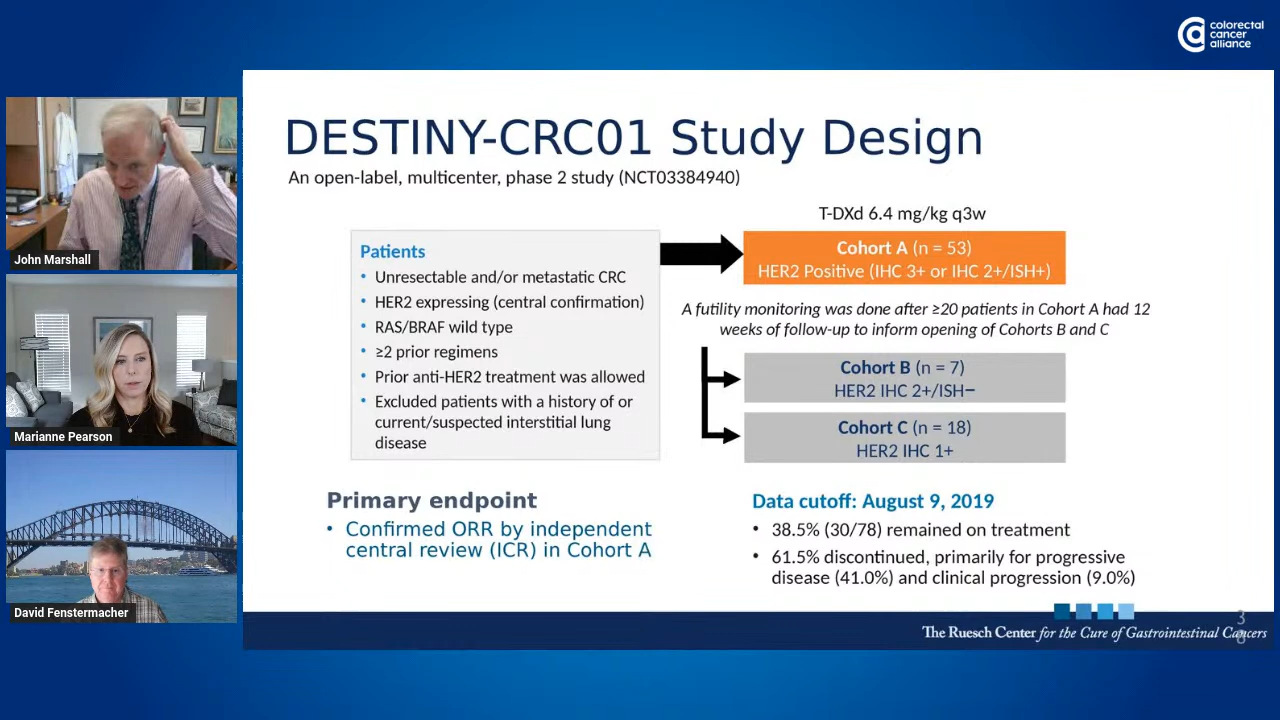 colorectal
cancer
alliance
DESTINY-CRC01 Study Design
An open-label, multicenter, phase 2 study (NCT03384940)
T-DXd 6.4 mg/kg q3w
Patients
• Unresectable and/or metastatic CRC
• HER2 expressing (central confirmation)
• RAS/BRAF wild type
• ≥2 prior regimens
• Prior anti-HER2 treatment was allowed
• Excluded patients with a history of or
current/suspected interstitial lung
disease
Cohort A (n = 53)
HER2 Positive (IHC 3+ or IHC 2+/ISH+)
A futility monitoring was done after ≥20 patients in Cohort A had 12
weeks of follow-up to inform opening of Cohorts B and C
Cohort B (n = 7)
HER2 IHC 2+/ISH−
Cohort C (n = 18)
HER2 IHC 1+
Primary endpoint
• Confirmed ORR by independent
central review (ICR) in Cohort A
Data cutoff: August 9, 2019
• 38.5% (30/78) remained on treatment
• 61.5% discontinued, primarily for progressive
disease (41.0%) and clinical progression (9.0%)
The Ruesch Center for the Cure of Gastrointestinal Cancers
John Marshall
Marianne Pearson
David Fenstermacher